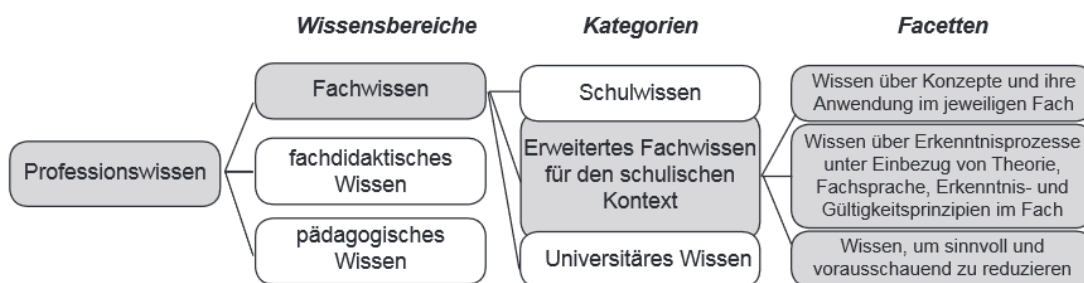 Wissensbereiche
Kategorien
Facetten
Professionswissen
Fachwissen
fachdidaktisches
Wissen
pädagogisches
Wissen
Schulwissen
Erweitertes Fachwissen
für den schulischen
Kontext
Universitäres Wissen
Wissen über Konzepte und ihre
Anwendung im jeweiligen Fach
Wissen über Erkenntnisprozesse
unter Einbezug von Theorie,
Fachsprache, Erkenntnis- und
Gültigkeitsprinzipien im Fach
Wissen, um sinnvoll und
vorausschauend zu reduzieren